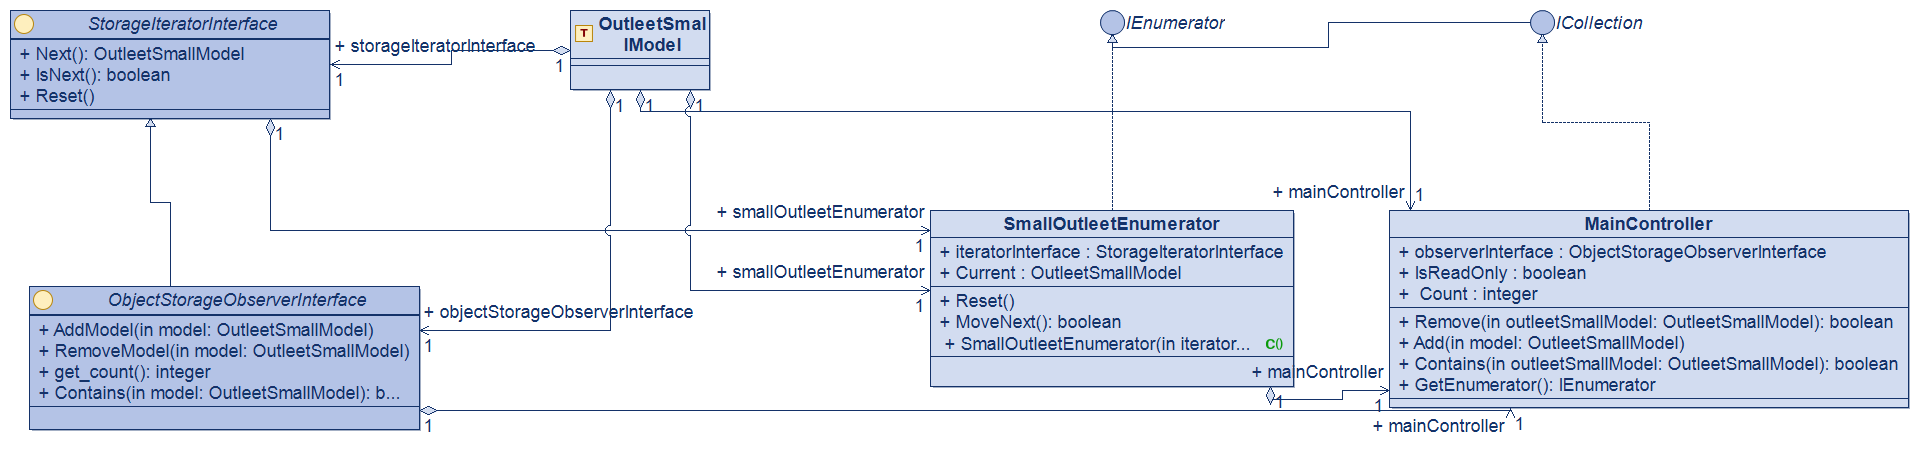 StorageIteratorInterface
+ Next(): OutleetSmallModel
+ IsNext(): boolean
+ Reset()
1
+ storageIteratorInterface
1
1
T
OutleetSmal
lModel
1
1
1
IEnumerator
ICollection
+ mainController
1
+ smallOutleetEnumerator
1
+ smallOutleetEnumerator
1
+ objectStorageObserverInterface
1
ObjectStorageObserverInterface
+ AddModel(in model: OutleetSmallModel)
+ RemoveModel(in model: OutleetSmallModel)
+ get_count(): integer
+ Contains(in model: OutleetSmallModel): b...
1
SmallOutleetEnumerator
+ iteratorInterface : StorageIteratorInterface
+ Current : OutleetSmallModel
+ Reset()
+ MoveNext(): boolean
+ SmallOutleetEnumerator(in iterator... C()
+ mainController
1
1
MainController
+ observerInterface : ObjectStorageObserverInterface
+ IsReadOnly : boolean
+ Count : integer
+ Remove(in outleetSmallModel: OutleetSmallModel): boolean
+ Add(in model: OutleetSmallModel)
+ Contains(in outleetSmallModel: OutleetSmallModel): boolean
+ GetEnumerator(): IEnumerator
+ mainController
1